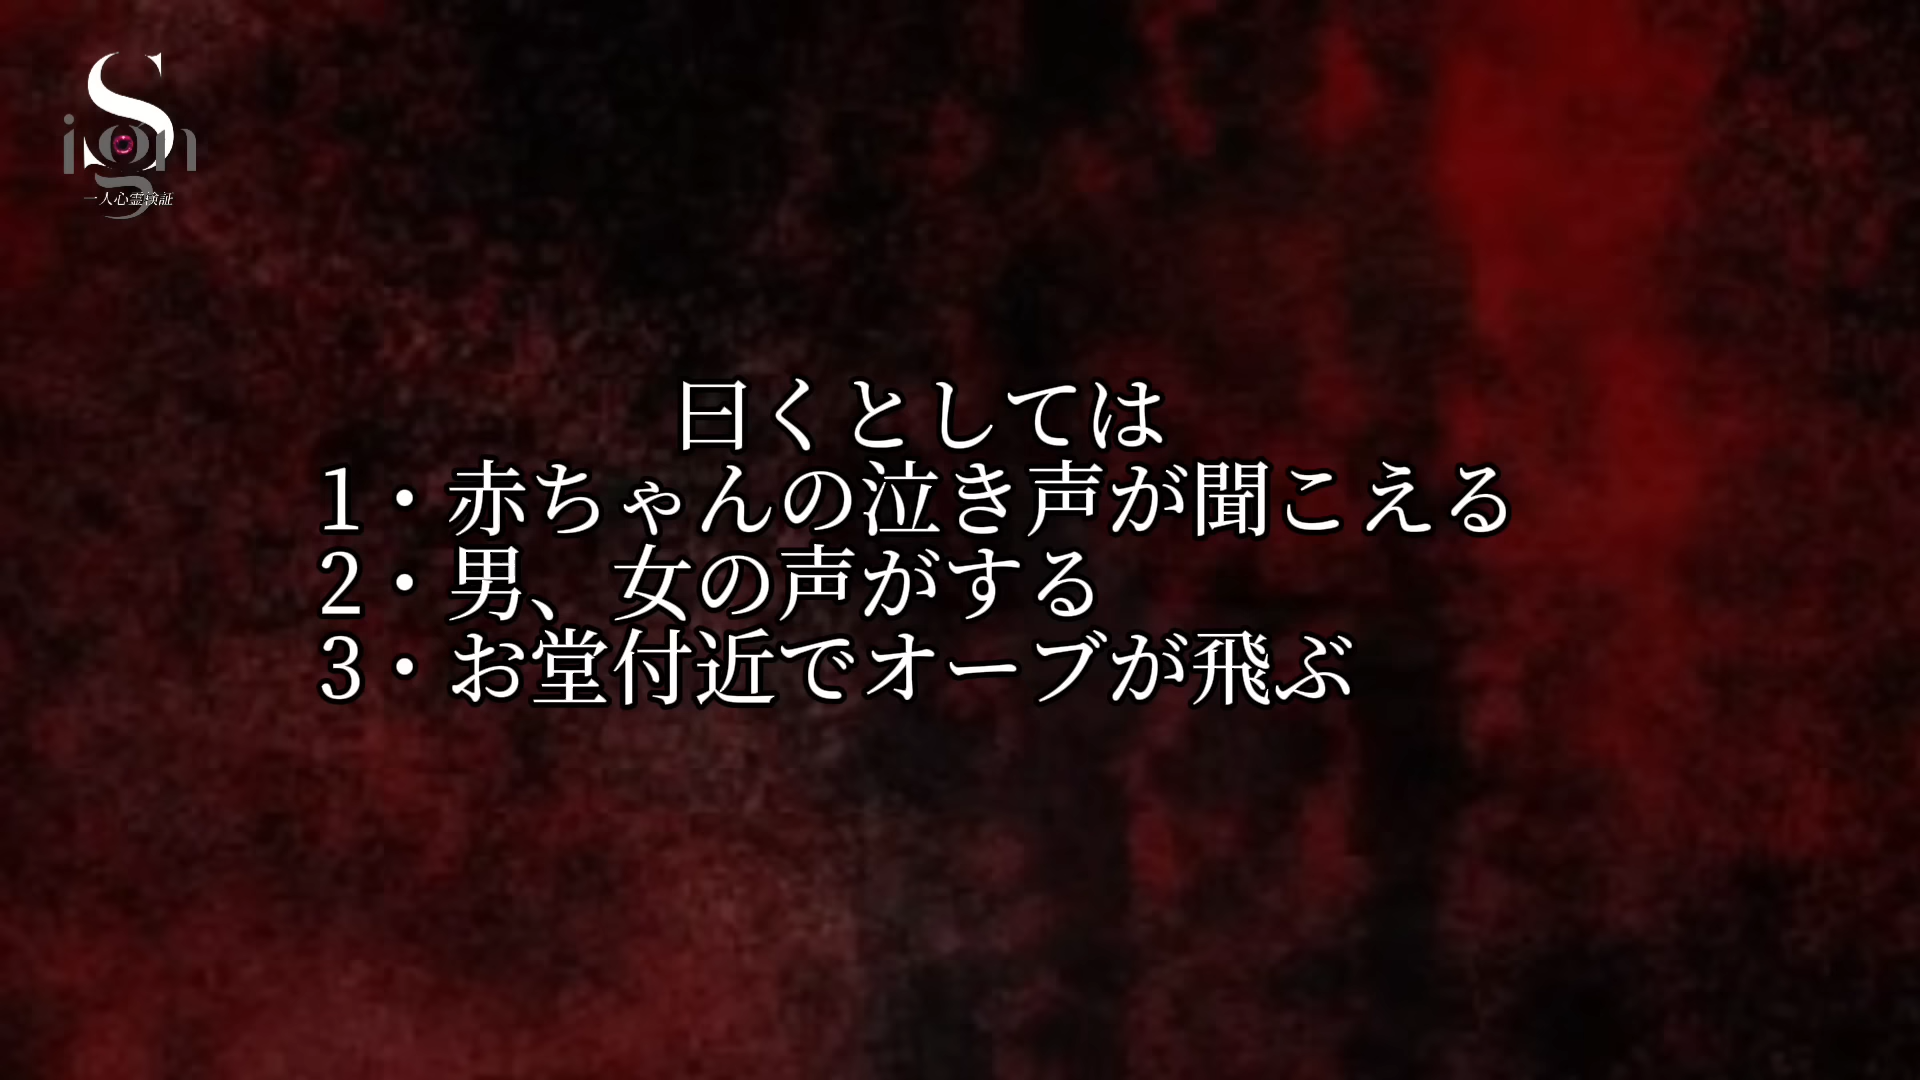 Sign
一人心霊検証
曰くとしては
1・赤ちゃんの泣き声が聞こえる
2・男、女の声がする
3・お堂付近でオーブが飛ぶ